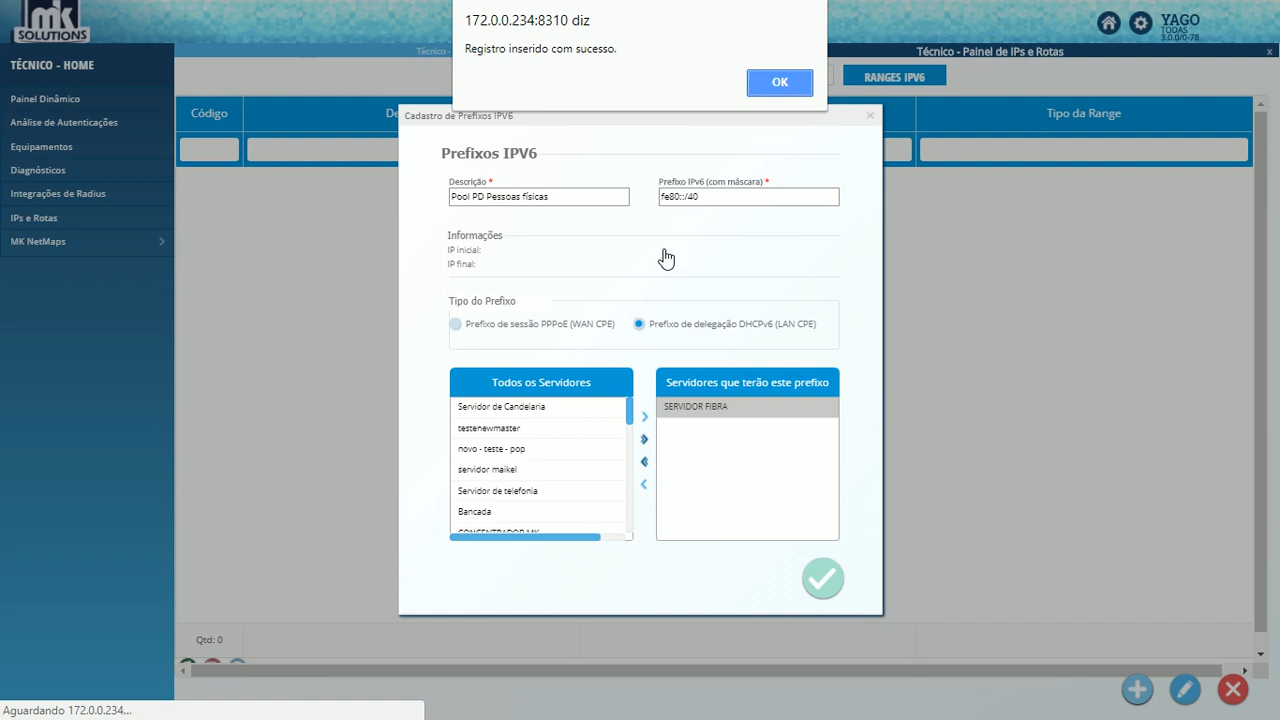 172.0.0.234:8310 diz
Registro inserido com sucesso.
OK
mk
SOLUTIONS
YAGO
TODAS
3.0.0/0-78
TÉCNICO - HOME
Painel Dinâmico
Análise de Autenticações
Equipamentos
Diagnósticos
Integrações de Radius
IPs e Rotas
MK NetMaps
Técnico -
Técnico - Painel de IPs e Rotas
x
RANGES IPV6
Código
De
Tipo da Range
Cadastro de Prefixos IPV6
Prefixos IPV6
Descrição *
Prefixo IPv6 (com máscara) *
Pool PD Pessoas físicas
fe80::/40
Informações
IP inicial:
IP final:
Tipo do Prefixo
Prefixo de sessão PPPoE (WAN CPE)
Prefixo de delegação DHCPv6 (LAN CPE)
Todos os Servidores
Servidores que terão este prefixo
Servidor de Candelaria
testenewmaster
novo - teste - pop
servidor maikel
Servidor de telefonia
Bancada
CONCENTRADOR MK
SERVIDOR FIBRA
Qtd: 0
Aguardando 172.0.0.234...